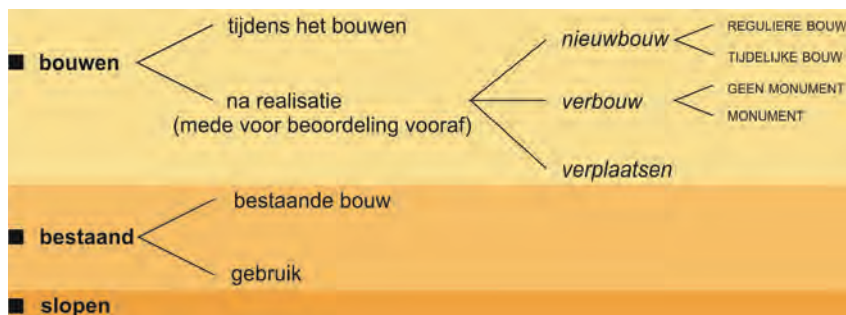 bouwen
tijdens het bouwen
na realisatie
(mede voor beoordeling vooraf)
nieuwbouw
REGULIERE BOUW
TIJDELIJKE BOUW
verbouw
GEEN MONUMENT
MONUMENT
verplaatsen
bestaand
bestaande bouw
gebruik
slopen